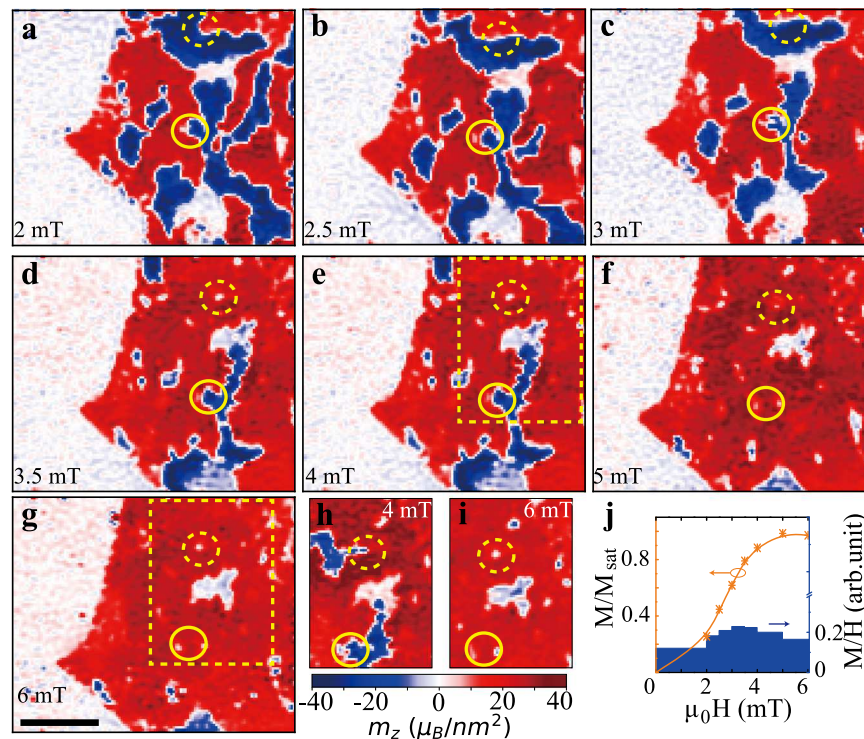 a
b
c
2 mT
2.5 mT
3 mT
d
e
f
3.5 mT
4 mT
5 mT
g
h
4 mT
i
6 mT
j
6 mT
-40 -20 0 20 40
m_z (μ_B/nm²)
M/M_sat
0.8
0.4
0 2 4 6
μ₀H (mT)
0.2
0
M/H (arb.unit)